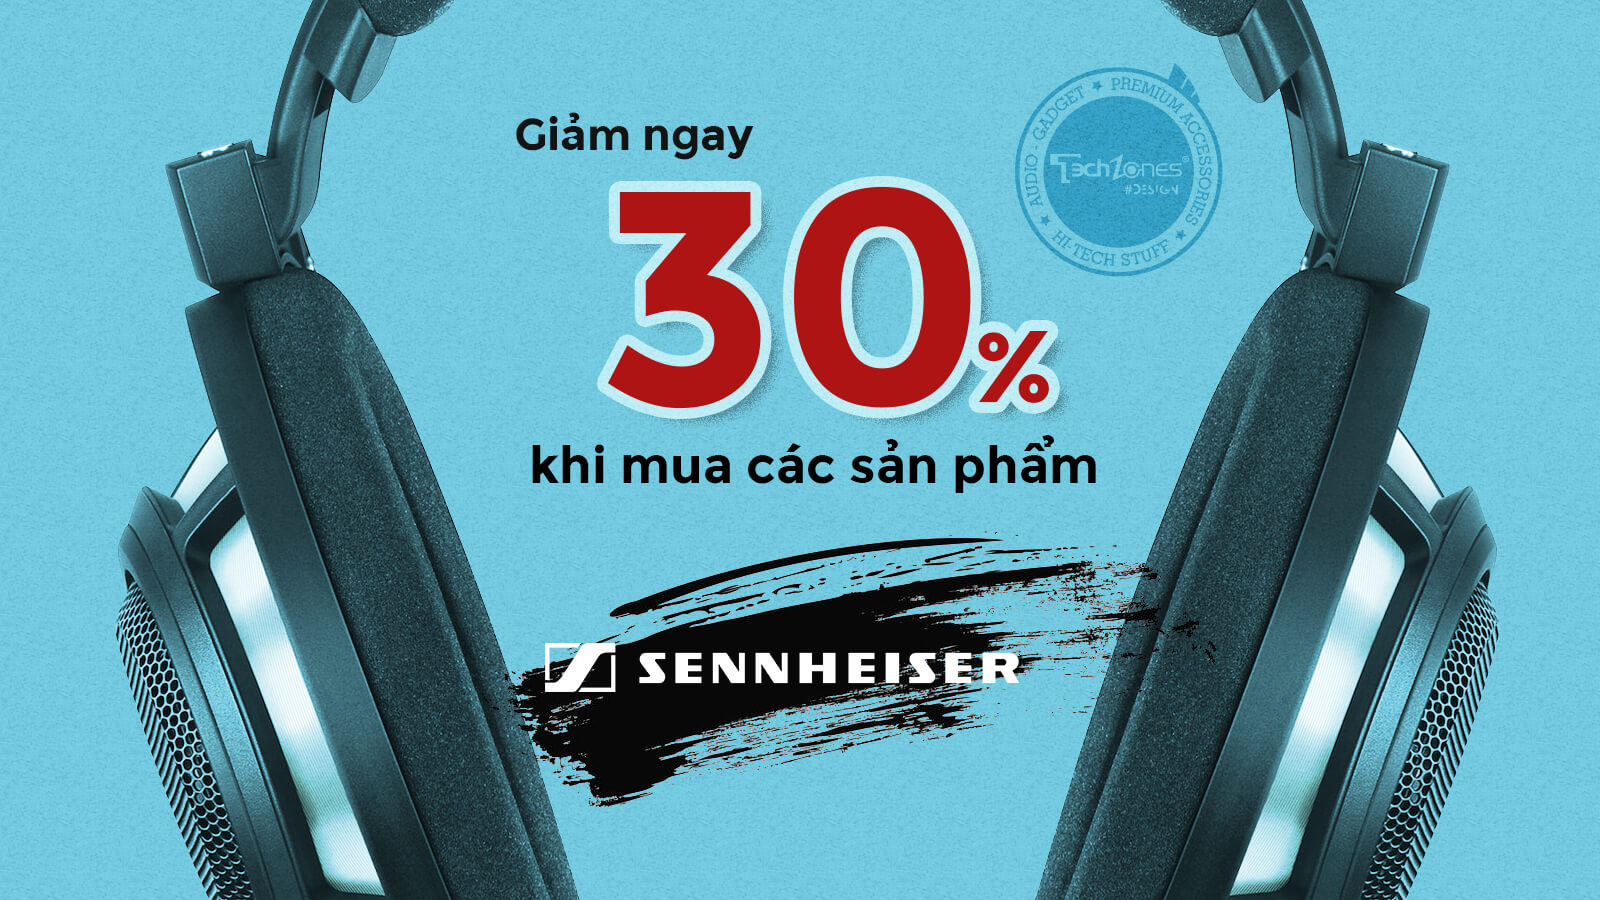 Giảm ngay
30%
khi mua các sản phẩm
SENNHEISER
AUDIO - GADGET ★ PREMIUM ACCESSORIES ★ HI-TECH STUFF ★
TechZones®
#DESIGN